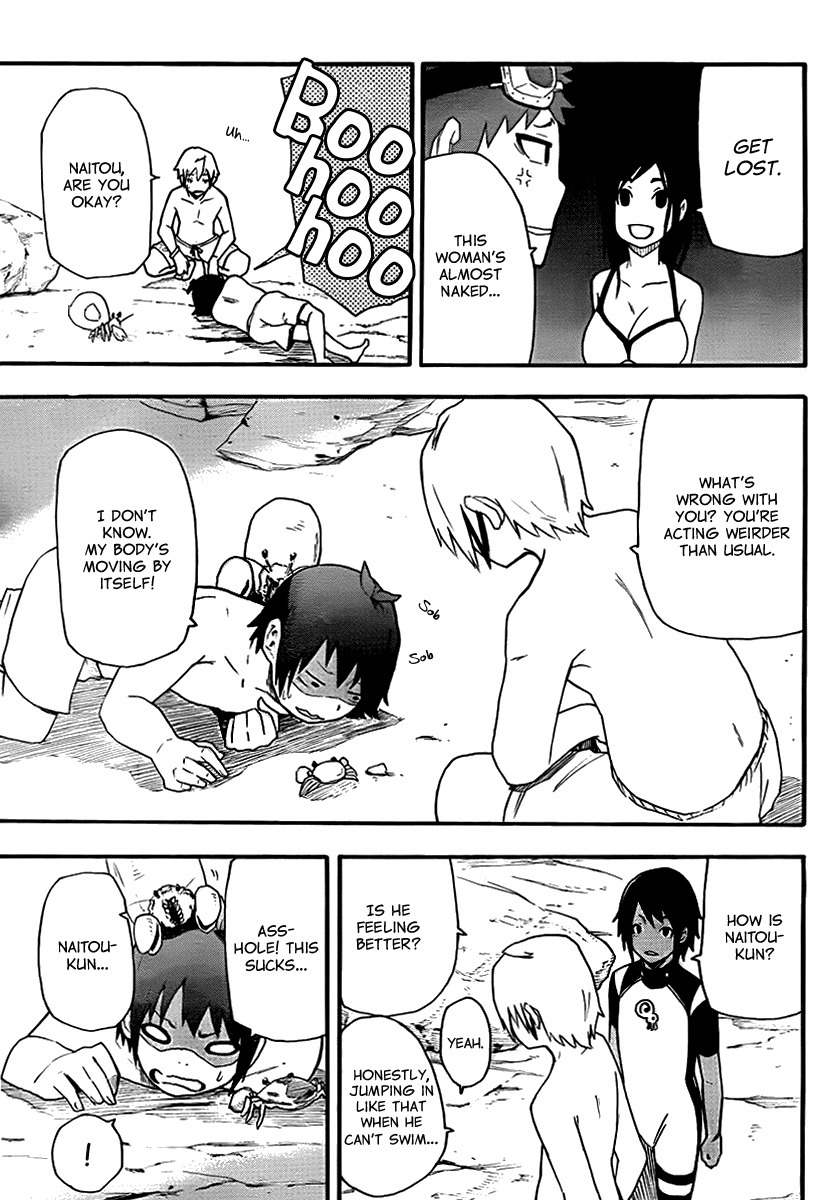 GET
LOST.
THIS
WOMAN'S
ALMOST
NAKED...
Boo
hoo
hoo
Uh...
NAITOU,
ARE YOU
OKAY?
WHAT'S
WRONG WITH
YOU? YOU'RE
ACTING WEIRDER
THAN USUAL.
Sob
Sob
I DON'T
KNOW.
MY BODY'S
MOVING BY
ITSELF!
HOW IS
NAITOU-
KUN?
IS HE
FEELING
BETTER?
YEAH.
HONESTLY,
JUMPING IN
LIKE THAT
WHEN HE
CAN'T SWIM...
ASS-
HOLE! THIS
SUCKS...
NAITOU-
KUN...
!